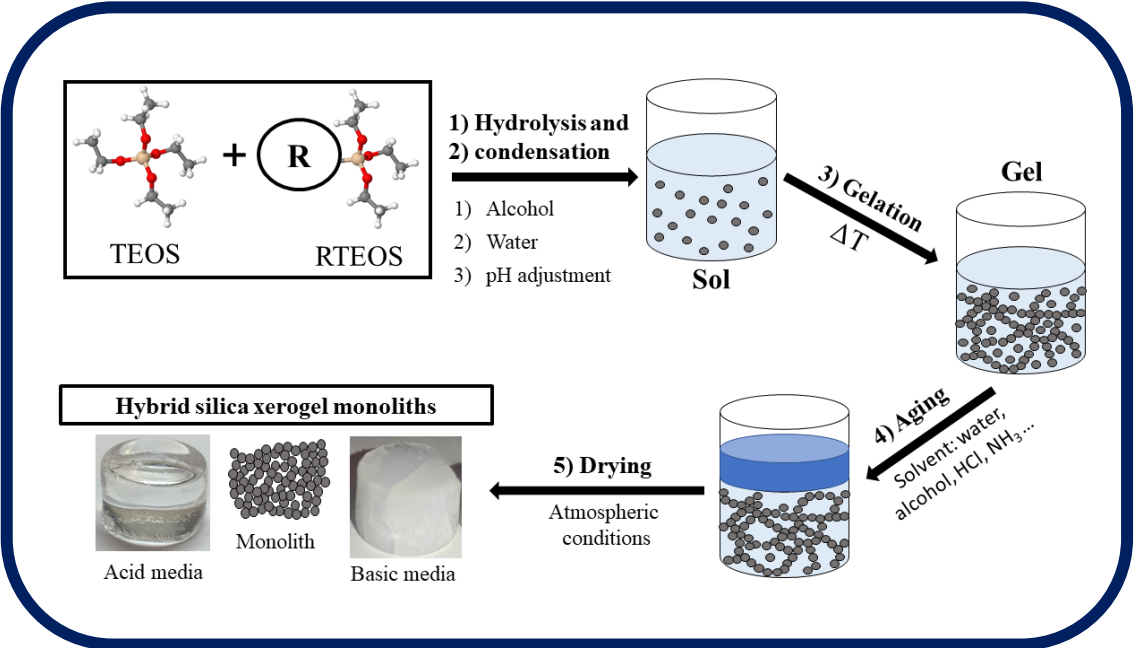 TEOS
+
R
RTEOS
1) Hydrolysis and
2) condensation
1) Alcohol
2) Water
3) pH adjustment
Sol
3) Gelation
ΔT
Gel
4) Aging
Solvent: water,
alcohol, HCl, NH3...
5) Drying
Atmospheric
conditions
Hybrid silica xerogel monoliths
Acid media
Monolith
Basic media